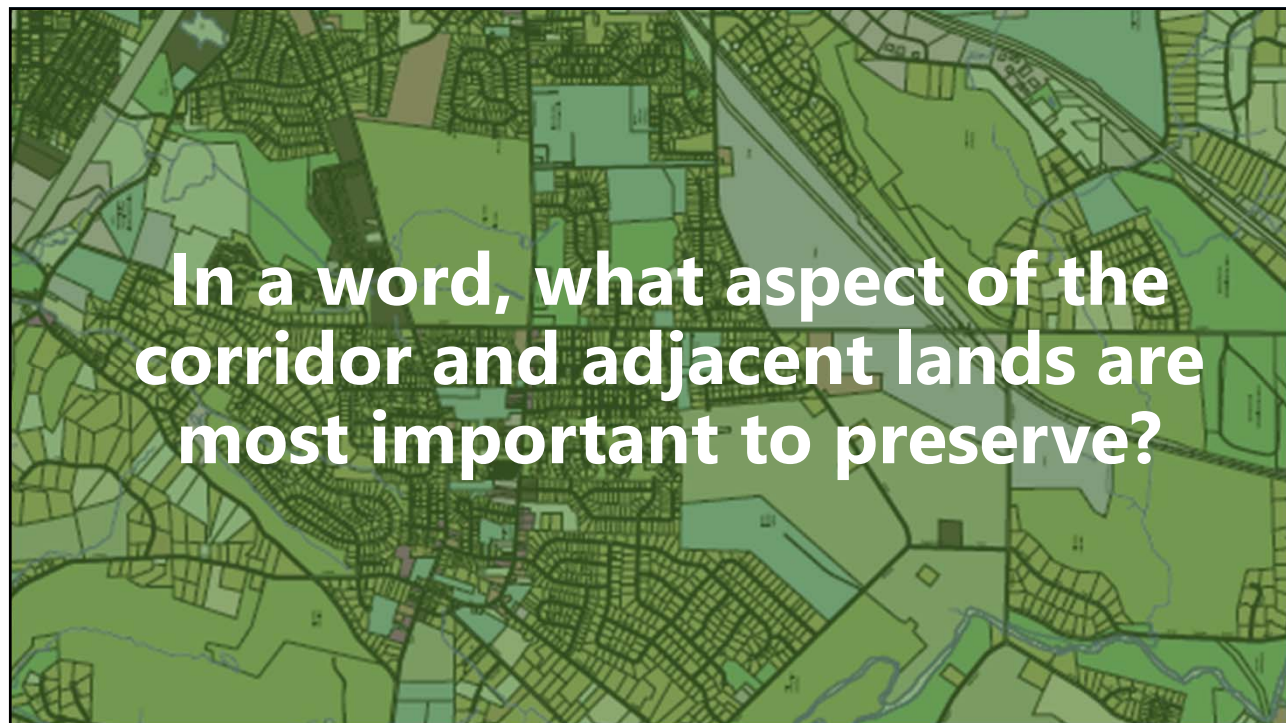 In a word, what aspect of the
corridor and adjacent lands are
most important to preserve?